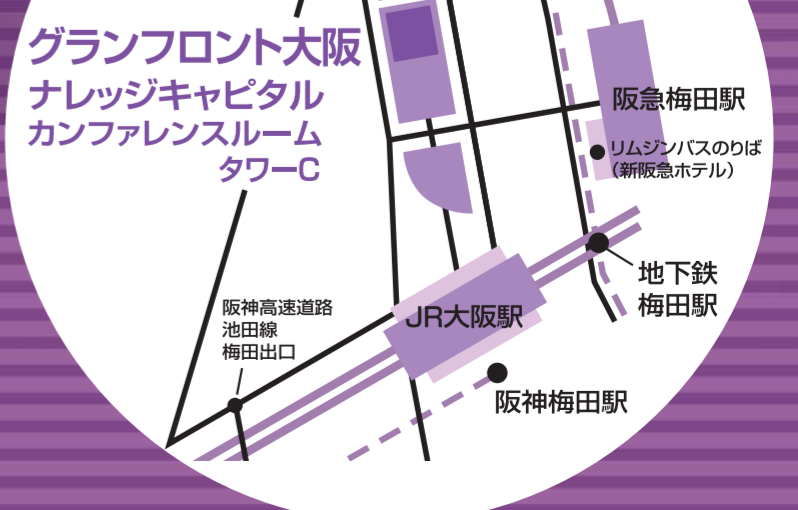 グランフロント大阪
ナレッジキャピタル
カンファレンスルーム
タワーC
阪急梅田駅
リムジンバスのりば
（新阪急ホテル）
地下鉄
梅田駅
阪神高速道路
池田線
梅田出口
JR大阪駅
阪神梅田駅